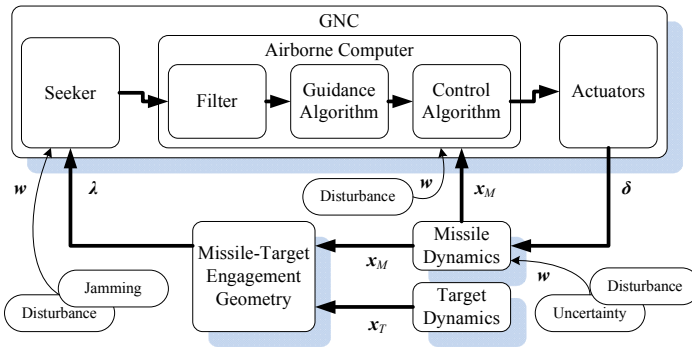 GNC
Airborne Computer
Seeker
Filter
Guidance
Algorithm
Control
Algorithm
Actuators
w
λ
Disturbance
w
x_M
δ
Missile-Target
Engagement
Geometry
x_M
Missile
Dynamics
w
Jamming
Disturbance
x_T
Target
Dynamics
Disturbance
Uncertainty